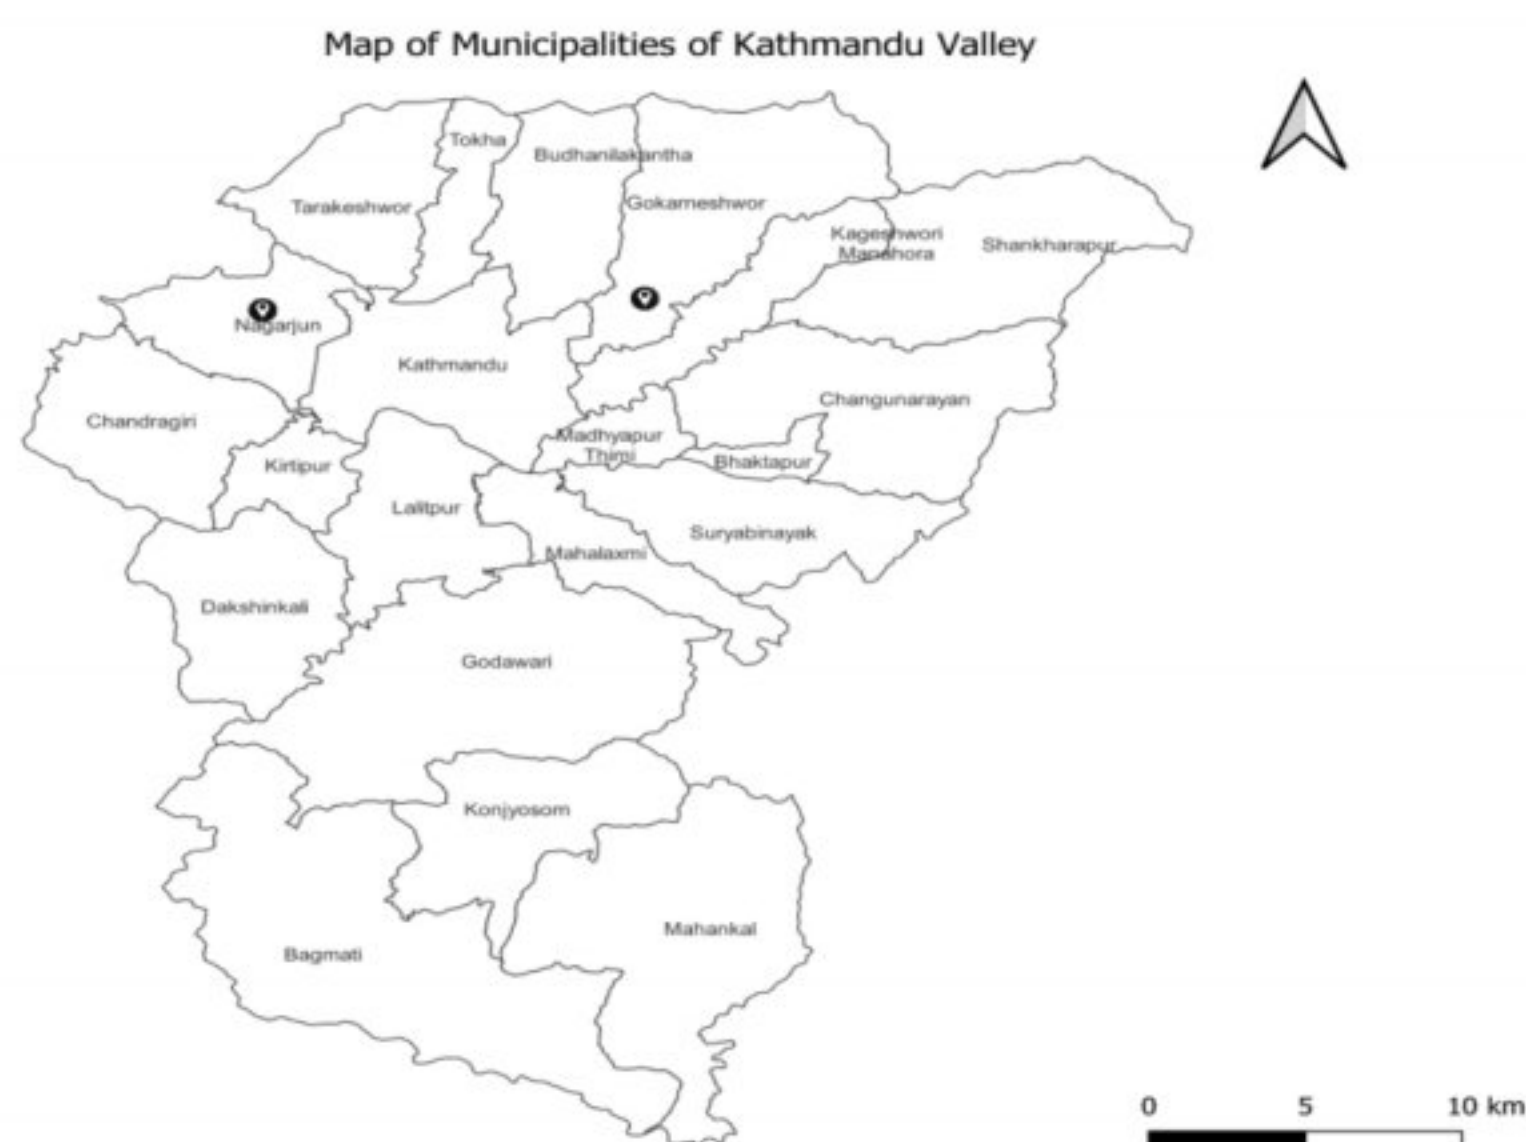 Map of Municipalities of Kathmandu Valley
Tokha
Budhanilakantha
Tarakeshwor
Gokarneshwor
Kageshwori
Manahora
Shankharapur
Nagarjun
Kathmandu
Changunarayan
Chandragiri
Madhyapur
Thimi
Bhaktapur
Kirtipur
Lalitpur
Suryabinayak
Mahalaxmi
Dakshinkali
Godawari
Konjyosom
Mahankal
Bagmati
0 5 10 km